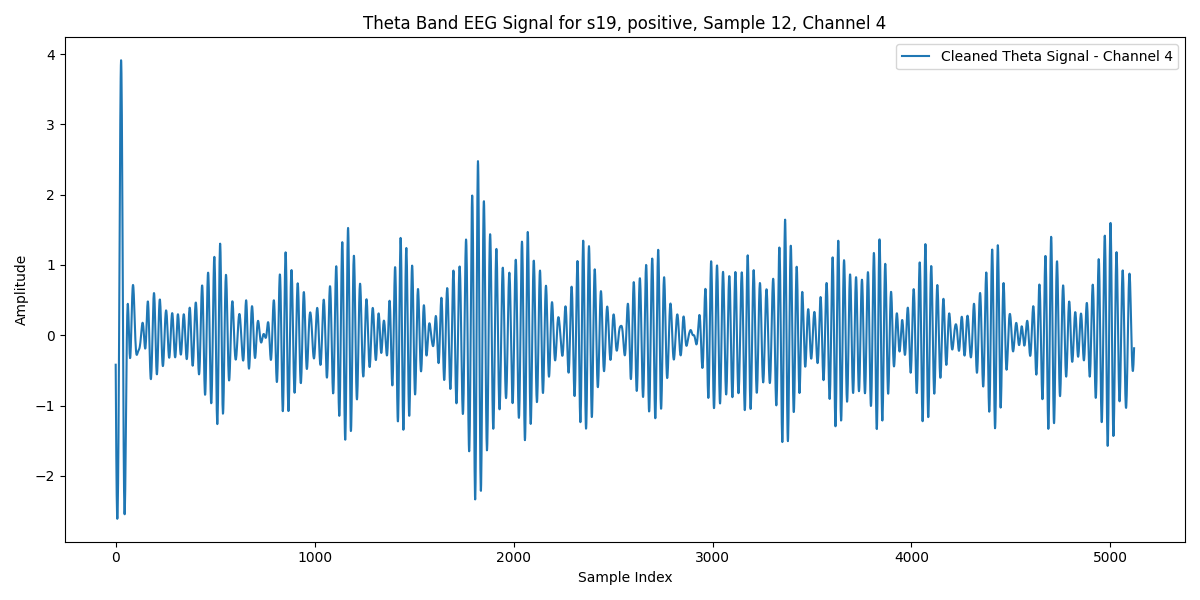 Theta Band EEG Signal for s19, positive, Sample 12, Channel 4
Cleaned Theta Signal - Channel 4
Amplitude
4
3
2
1
0
−1
−2
0 1000 2000 3000 4000 5000
Sample Index